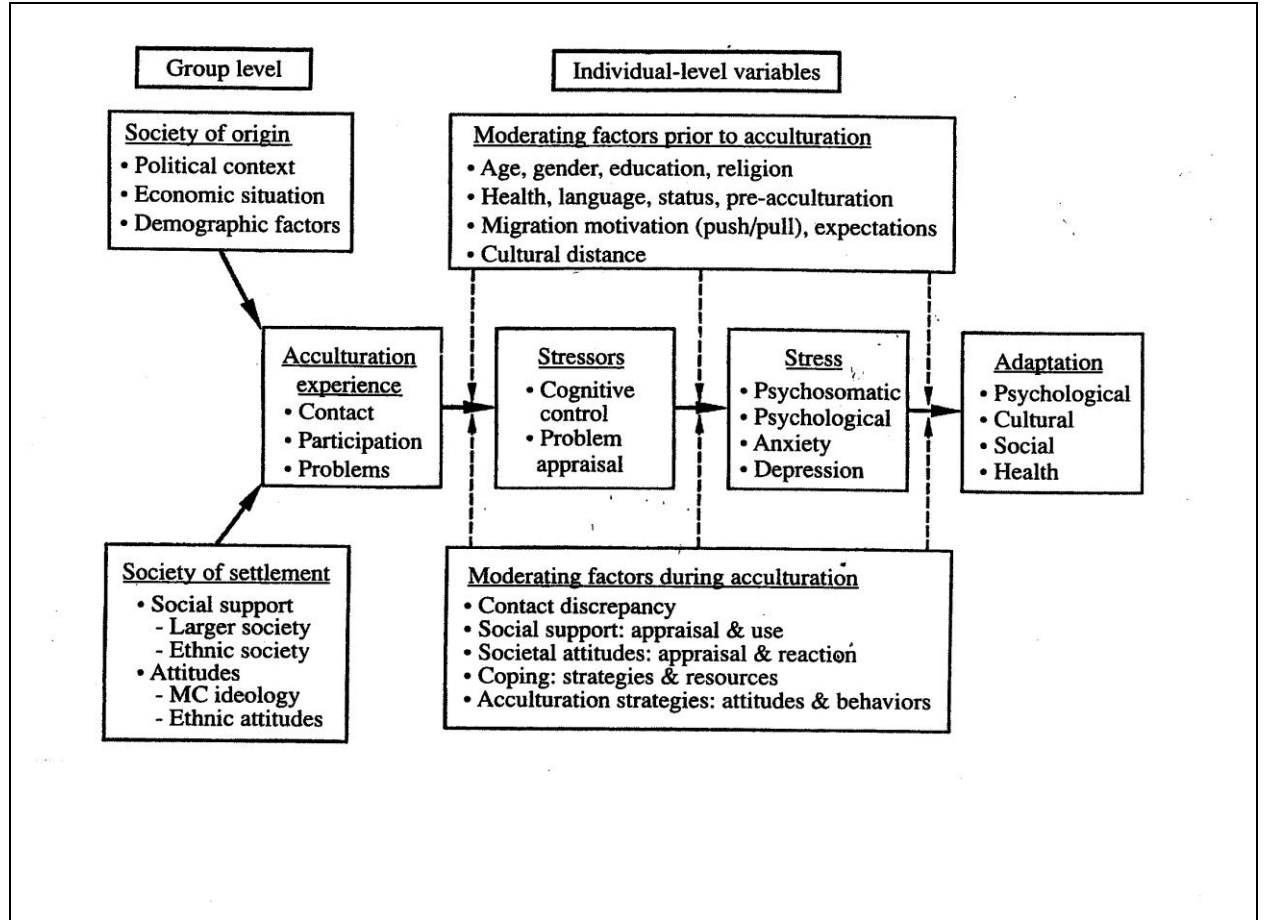 Group level
Individual-level variables
Society of origin
• Political context
• Economic situation
• Demographic factors
Moderating factors prior to acculturation
• Age, gender, education, religion
• Health, language, status, pre-acculturation
• Migration motivation (push/pull), expectations
• Cultural distance
Acculturation
experience
• Contact
• Participation
• Problems
Stressors
• Cognitive
control
• Problem
appraisal
Stress
• Psychosomatic
• Psychological
• Anxiety
• Depression
Adaptation
• Psychological
• Cultural
• Social
• Health
Society of settlement
• Social support
- Larger society
- Ethnic society
• Attitudes
- MC ideology
- Ethnic attitudes
Moderating factors during acculturation
• Contact discrepancy
• Social support: appraisal & use
• Societal attitudes: appraisal & reaction
• Coping: strategies & resources
• Acculturation strategies: attitudes & behaviors